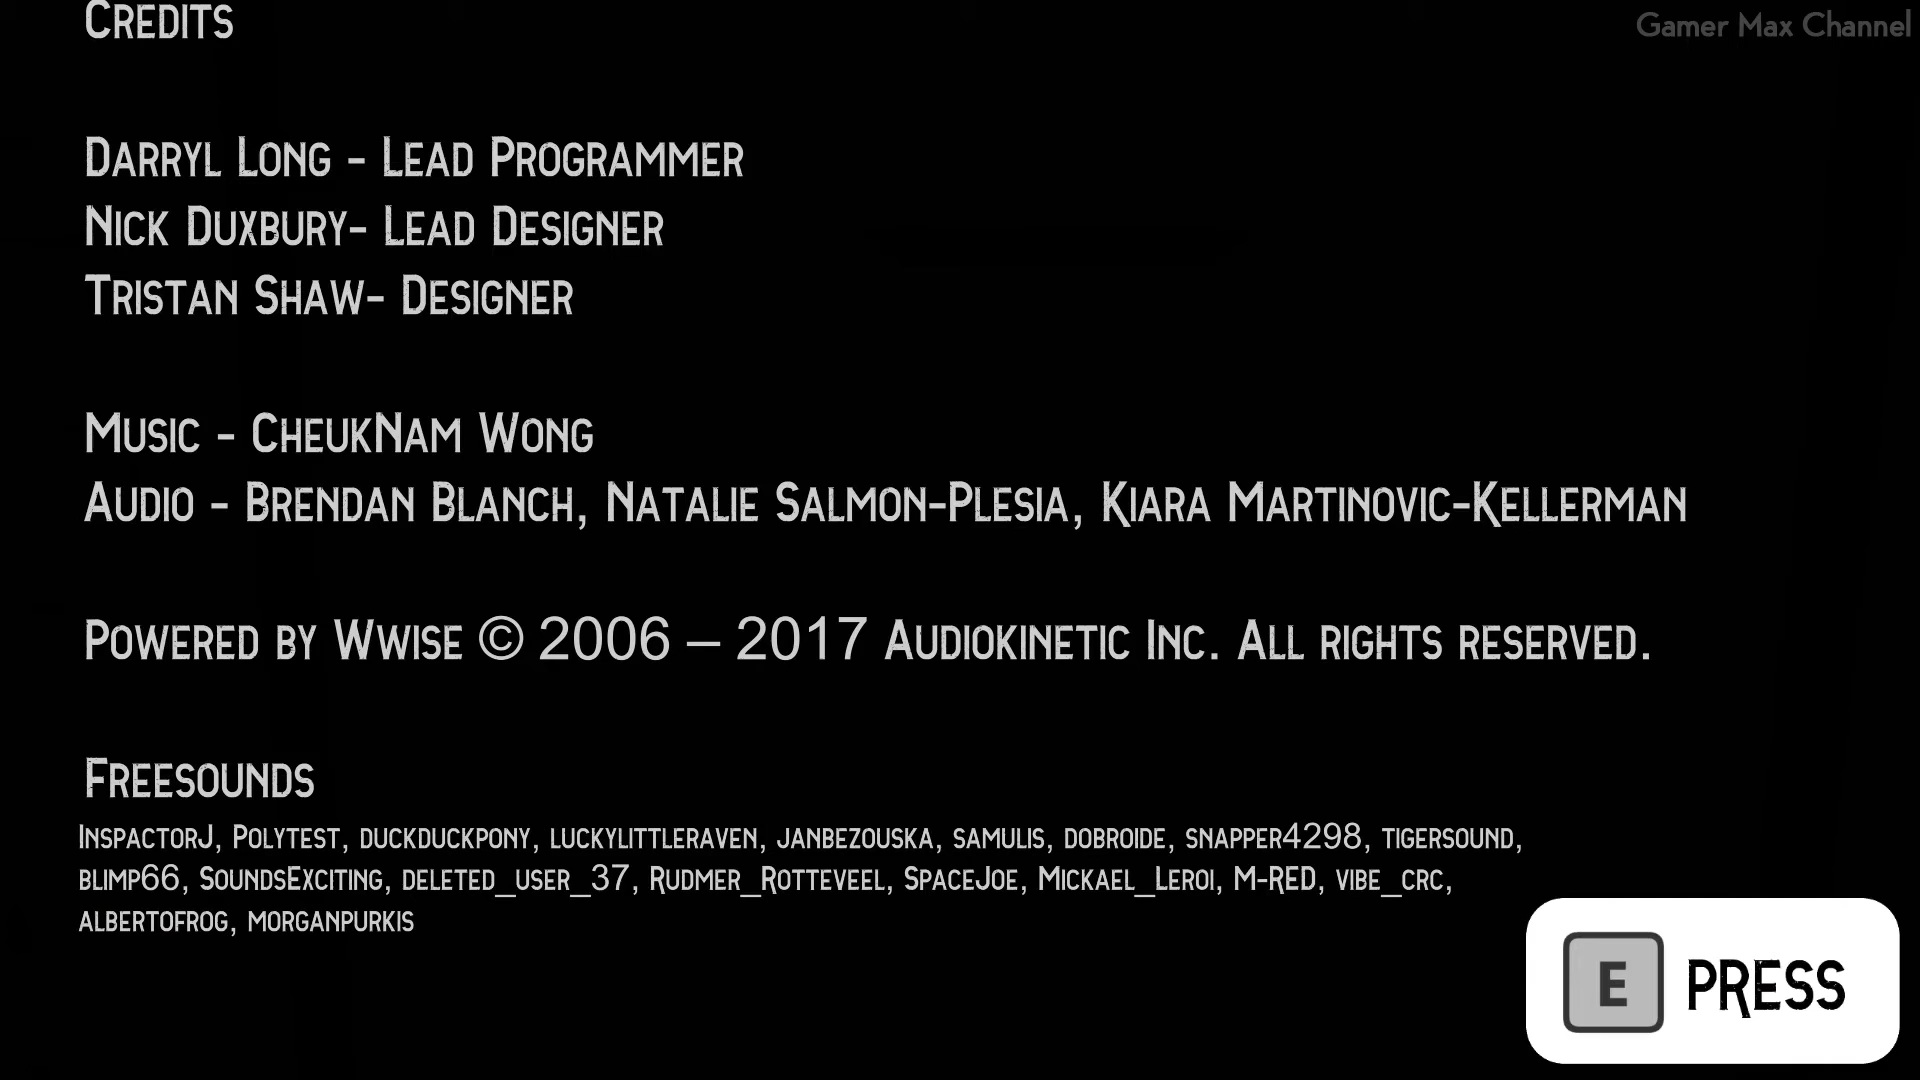 Credits
Gamer Max Channel
Darryl Long - Lead Programmer
Nick Duxbury- Lead Designer
Tristan Shaw- Designer
Music - CheukNam Wong
Audio - Brendan Blanch, Natalie Salmon-Plesia, Kiara Martinovic-Kellerman
Powered by Wwise © 2006 – 2017 Audiokinetic Inc. All rights reserved.
Freesounds
InspactorJ, Polytest, duckduckpony, luckylittleraven, janbezouska, samulis, dobroide, snapper4298, tigersound,
blimp66, SoundsExciting, deleted_user_37, Rudmer_Rotteveel, SpaceJoe, Mickael_Leroi, M-RED, vibe_crc,
albertofrog, morganpurkis
E PRESS